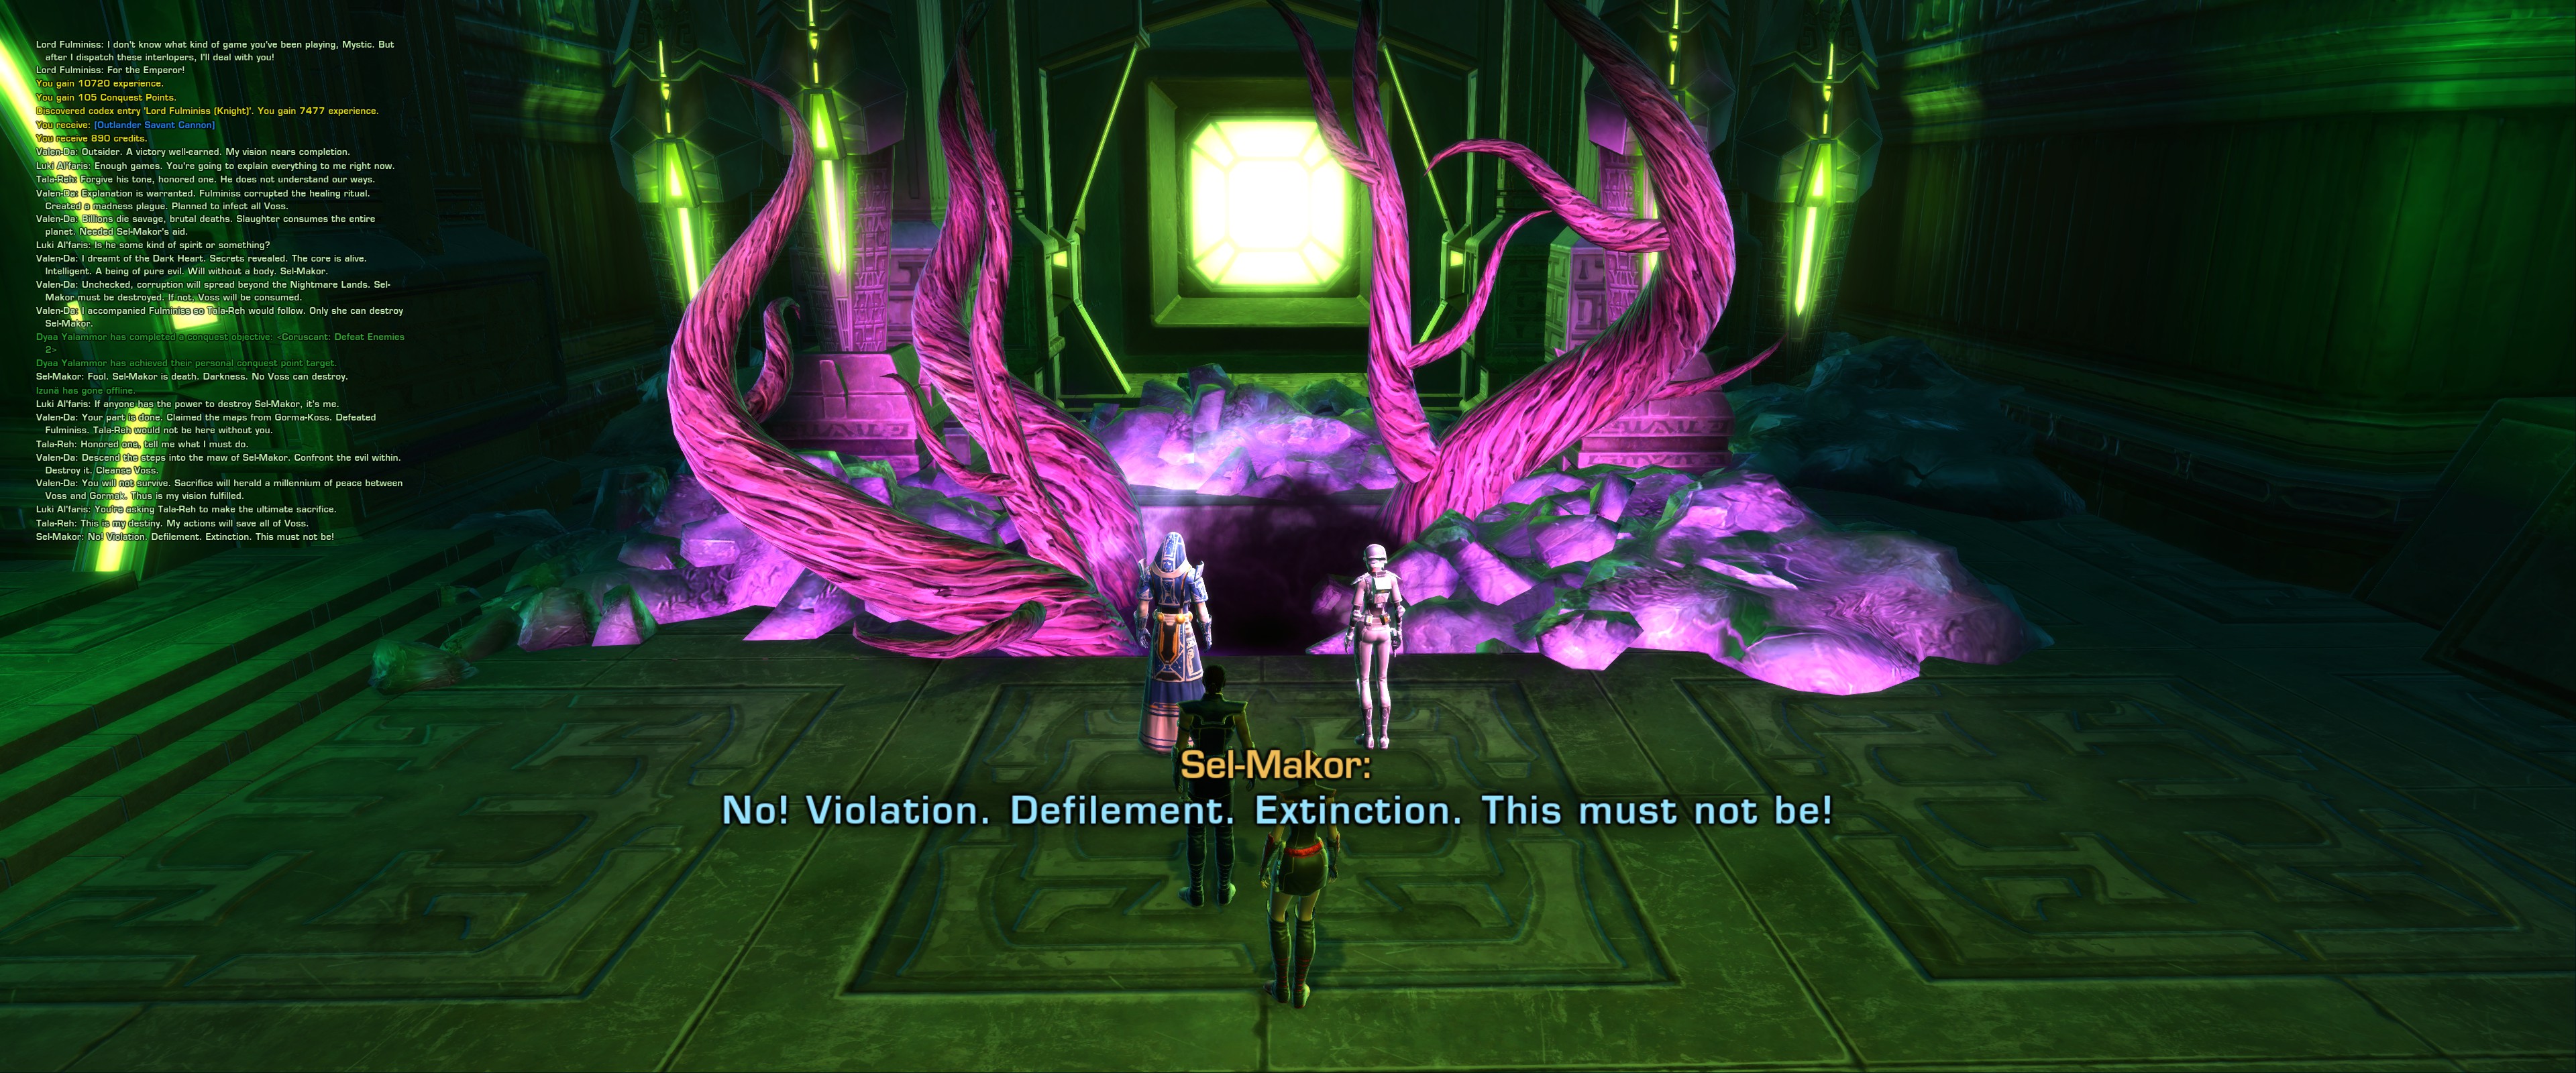 Lord Fulminiss: I don't know what kind of game you've been playing, Mystic. But
after I dispatch these interlopers, I'll deal with you!
Lord Fulminiss: For the Emperor!
You gain 10720 experience.
You gain 105 Conquest Points.
Discovered codex entry 'Lord Fulminiss (Knight)'. You gain 7477 experience.
You receive: [Outlander Savant Cannon]
You receive 890 credits.
Valen-Da: Outsider. A victory well-earned. My vision nears completion.
Luki Al'faris: Enough games. You're going to explain everything to me right now.
Tala-Reh: Forgive his tone, honored one. He does not understand our ways.
Valen-Da: Explanation is warranted. Fulminiss corrupted the healing ritual.
Created a madness plague. Planned to infect all Voss.
Valen-Da: Billions die savage, brutal deaths. Slaughter consumes the entire
planet. Needed Sel-Makor's aid.
Luki Al'faris: Is he some kind of spirit or something?
Valen-Da: I dreamt of the Dark Heart. Secrets revealed. The core is alive.
Intelligent. A being of pure evil. Will without a body. Sel-Makor.
Valen-Da: Unchecked, corruption will spread beyond the Nightmare Lands. Sel-
Makor must be destroyed. If not, Voss will be consumed.
Valen-Da: I accompanied Fulminiss so Tala-Reh would follow. Only she can destroy
Sel-Makor.
Dyaa Yalammor has completed a conquest objective: <Coruscant: Defeat Enemies
2>
Dyaa Yalammor has achieved their personal conquest point target.
Sel-Makor: Fool. Sel-Makor is death. Darkness. No Voss can destroy.
Izunä has gone offline.
Luki Al'faris: If anyone has the power to destroy Sel-Makor, it's me.
Valen-Da: Your part is done. Claimed the maps from Gorma-Koss. Defeated
Fulminiss. Tala-Reh would not be here without you.
Tala-Reh: Honored one, tell me what I must do.
Valen-Da: Descend the steps into the maw of Sel-Makor. Confront the evil within.
Destroy it. Cleanse Voss.
Valen-Da: You will not survive. Sacrifice will herald a millennium of peace between
Voss and Gormak. Thus is my vision fulfilled.
Luki Al'faris: You're asking Tala-Reh to make the ultimate sacrifice.
Tala-Reh: This is my destiny. My actions will save all of Voss.
Sel-Makor: No! Violation. Defilement. Extinction. This must not be!
Sel-Makor:
No! Violation. Defilement. Extinction. This must not be!